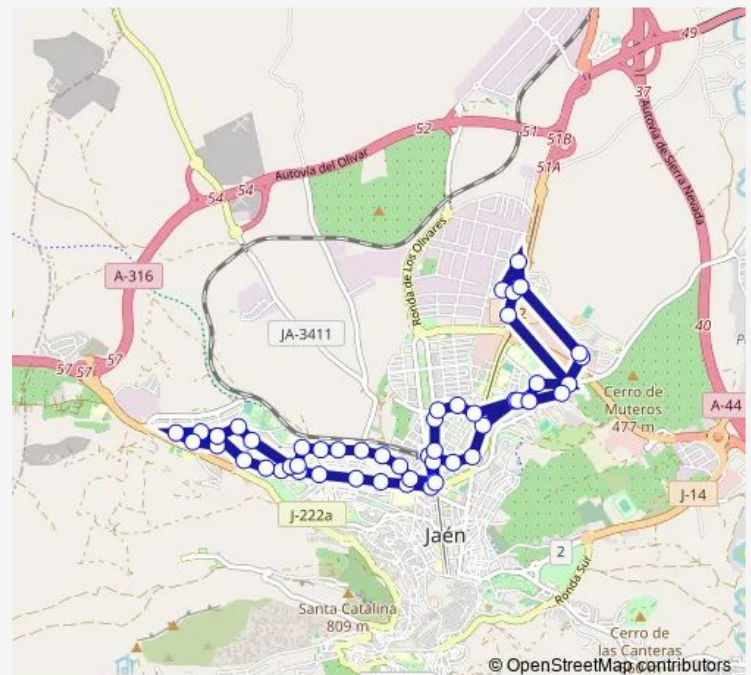 49
37
52
51
51B
51A
Autovía del Olivar
54
54
Autovía de Sierra Nevada
A-316
Ronda de Los Olivares
JA-3411
40
57
57
57
Cerro de
Muteros
477 m
A-44
J-14
J-222a
Jaén
2
Ronda Sur
Santa Catalina
809 m
Cerro de
las Canteras
© OpenStreetMap contributors